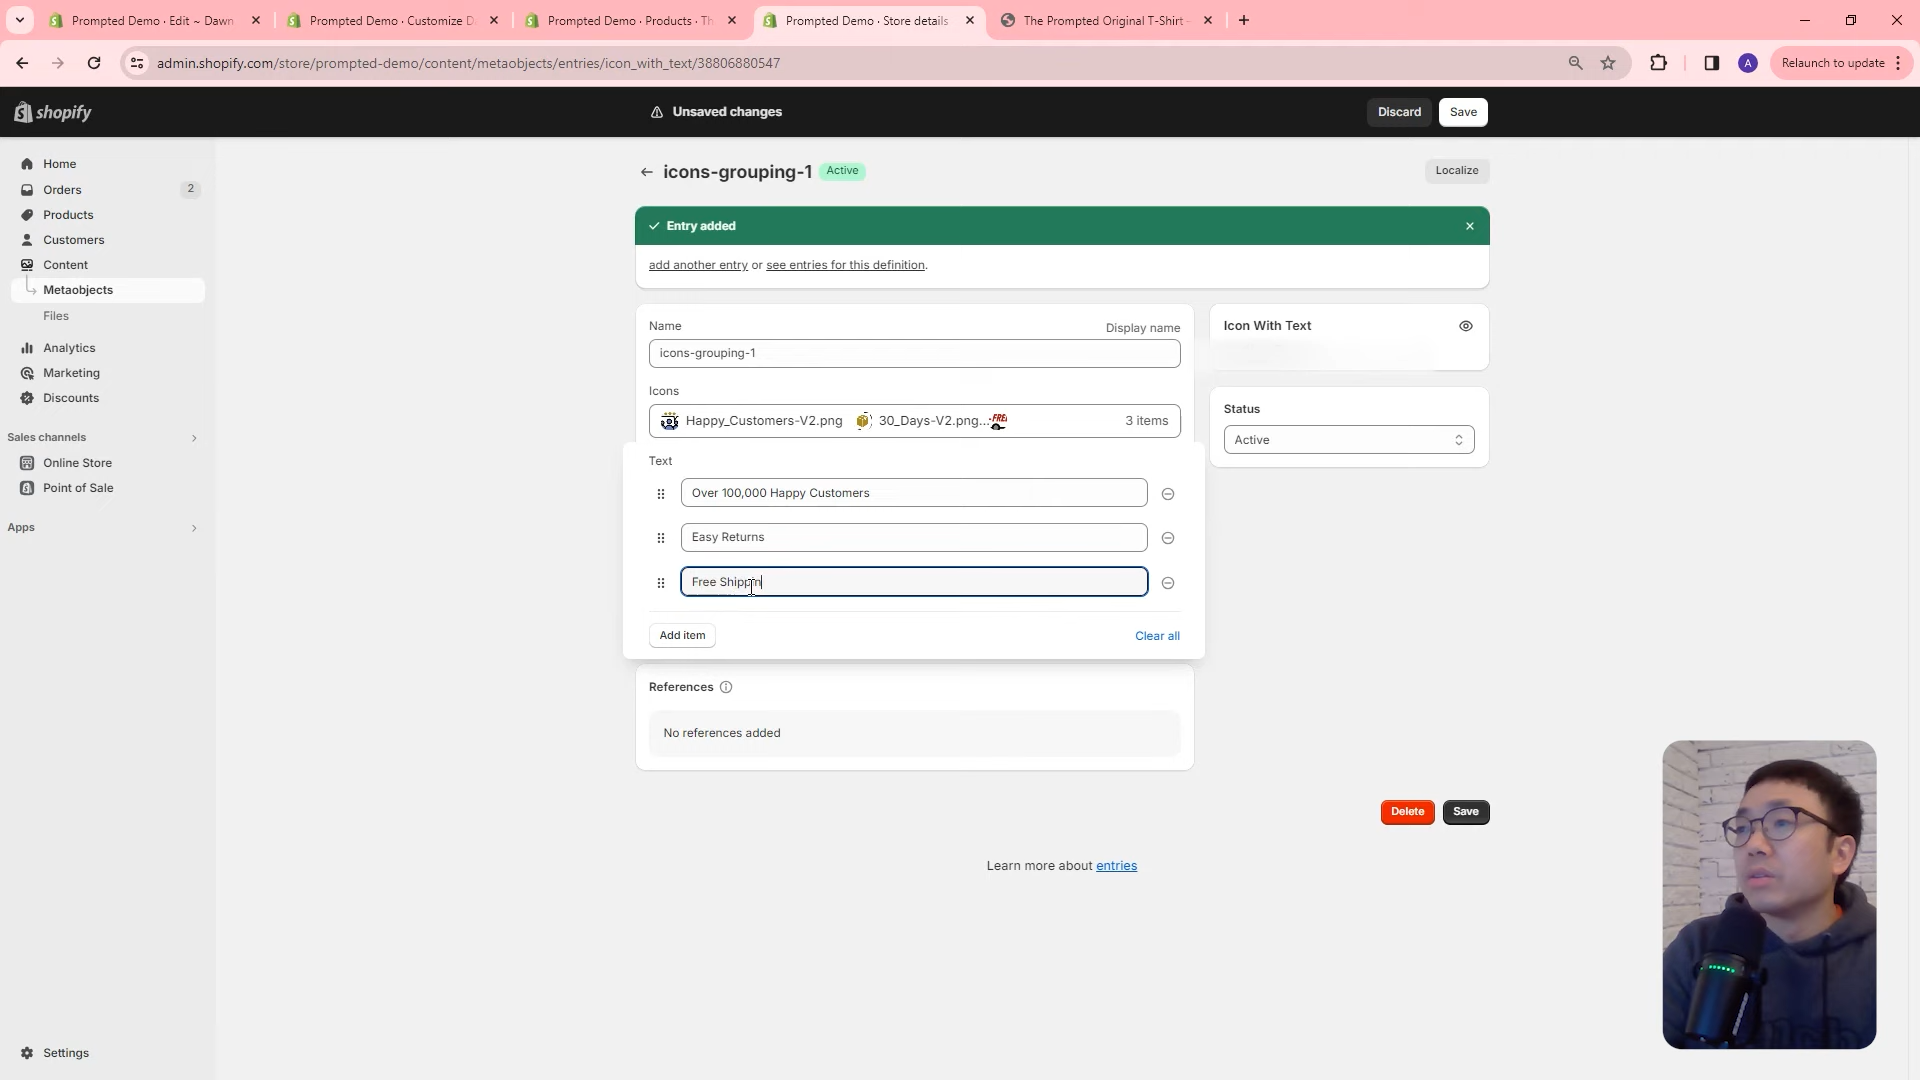 Prompted Demo · Edit ~ Dawn
Prompted Demo · Customize D
Prompted Demo · Products · Th
Prompted Demo · Store details
The Prompted Original T-Shirt
admin.shopify.com/store/prompted-demo/content/metaobjects/entries/icon_with_text/38806880547
A
Relaunch to update
shopify
Unsaved changes
Discard
Save
Home
Orders
2
Products
Customers
Content
Metaobjects
Files
Analytics
Marketing
Discounts
Sales channels
Online Store
Point of Sale
Apps
Settings
icons-grouping-1
Active
Localize
Entry added
add another entry or see entries for this definition.
Name
Display name
icons-grouping-1
Icons
Happy_Customers-V2.png
30_Days-V2.png...
FREE
3 items
Text
Over 100,000 Happy Customers
Easy Returns
Free Shippin
Add item
Clear all
Icon With Text
Status
Active
References
No references added
Delete
Save
Learn more about entries